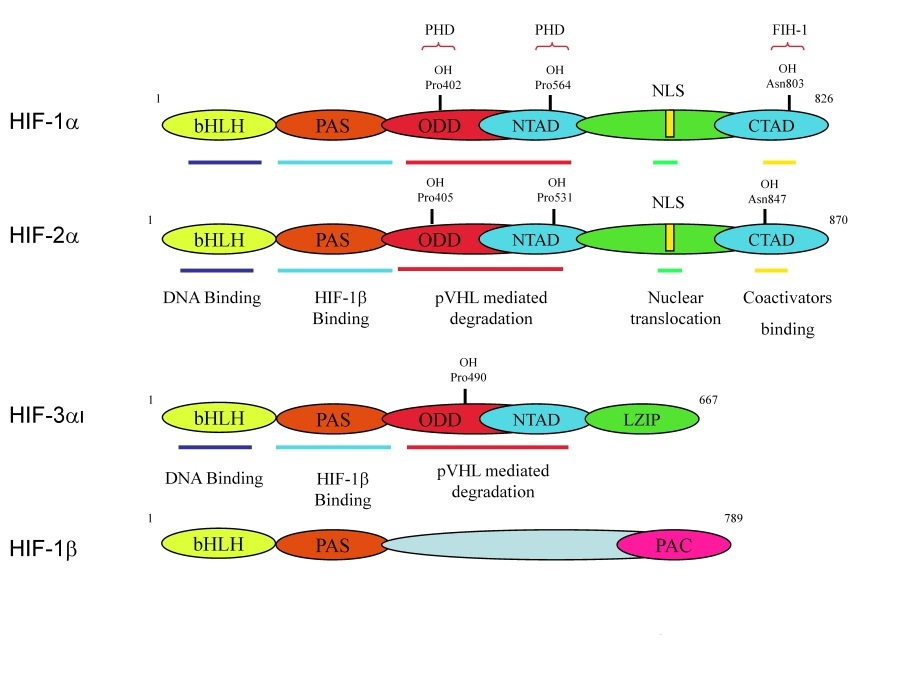 PHD PHD FIH-1
OH OH OH
Pro402 Pro564 Asn803
1 NLS 826
HIF-1α bHLH PAS ODD NTAD CTAD
OH OH OH
Pro405 Pro531 Asn847
1 NLS 870
HIF-2α bHLH PAS ODD NTAD CTAD
DNA Binding HIF-1β pVHL mediated Nuclear Coactivators
Binding degradation translocation binding
OH
Pro490
1 667
HIF-3αı bHLH PAS ODD NTAD LZIP
DNA Binding HIF-1β pVHL mediated
Binding degradation
1 789
HIF-1β bHLH PAS PAC